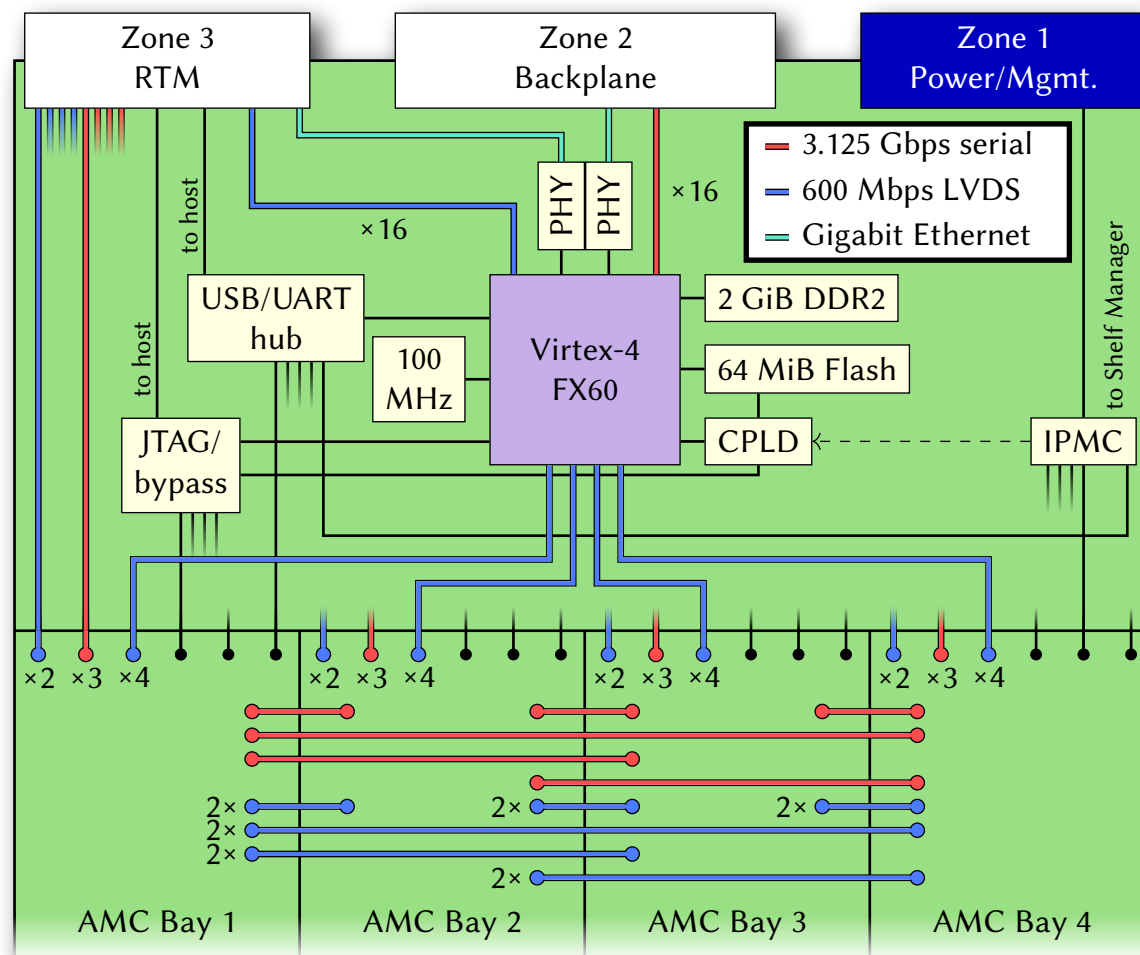 Zone 3
RTM
Zone 2
Backplane
Zone 1
Power/Mgmt.
3.125 Gbps serial
600 Mbps LVDS
Gigabit Ethernet
PHY
PHY
×16
×16
to host
to host
to Shelf Manager
USB/UART
hub
100
MHz
Virtex-4
FX60
2 GiB DDR2
64 MiB Flash
CPLD
IPMC
JTAG/
bypass
×2 ×3 ×4
×2 ×3 ×4
×2 ×3 ×4
×2 ×3 ×4
2× 2× 2×
2×
2×
2×
AMC Bay 1
AMC Bay 2
AMC Bay 3
AMC Bay 4